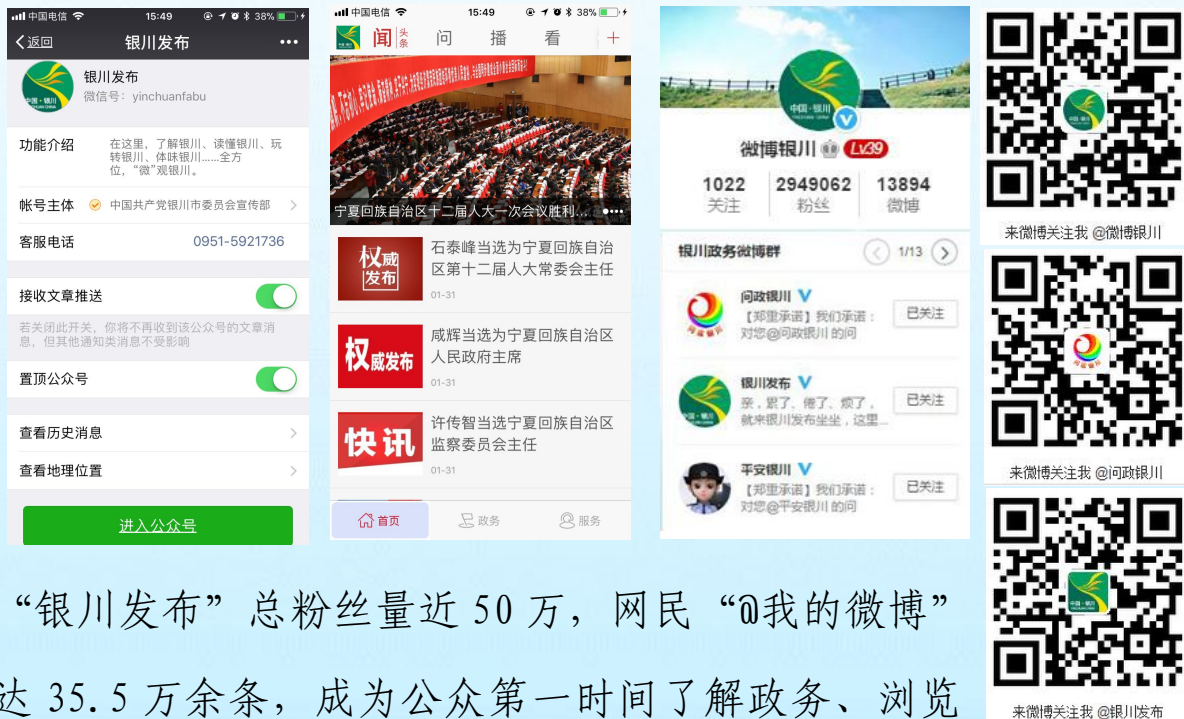 中国电信 15:49 38%
返回 银川发布
银川发布
微信号：yinchuanfabu
功能介绍
在这里，了解银川、读懂银川、玩
转银川、体味银川......全方
位，“微”观银川。
帐号主体 中国共产党银川市委员会宣传部
客服电话 0951-5921736
接收文章推送
若关闭此开关，你将不再收到该公众号的文章消
息，但其他通知类消息不受影响
置顶公众号
查看历史消息
查看地理位置
进入公众号
中国电信 15:49 38%
闻 头条 问 播 看 +
宁夏回族自治区十二届人大一次会议胜利...
权威发布
石泰峰当选为宁夏回族自治
区第十二届人大常委会主任
01-31
权威发布
咸辉当选为宁夏回族自治区
人民政府主席
01-31
快讯
许传智当选宁夏回族自治区
监察委员会主任
01-31
首页 政务 服务
中国·银川
微博银川 Lv39
1022 2949062 13894
关注 粉丝 微博
银川政务微博群 1/13
问政银川
【郑重承诺】我们承诺：
对您@问政银川 的问
已关注
银川发布
亲，累了、倦了、烦了，
就来银川发布坐坐，这里...
已关注
平安银川
【郑重承诺】我们承诺：
对您@平安银川 的问
已关注
来微博关注我 @微博银川
来微博关注我 @问政银川
来微博关注我 @银川发布
“银川发布”总粉丝量近 50 万，网民“@我的微博”
达 35.5 万余条，成为公众第一时间了解政务、浏览